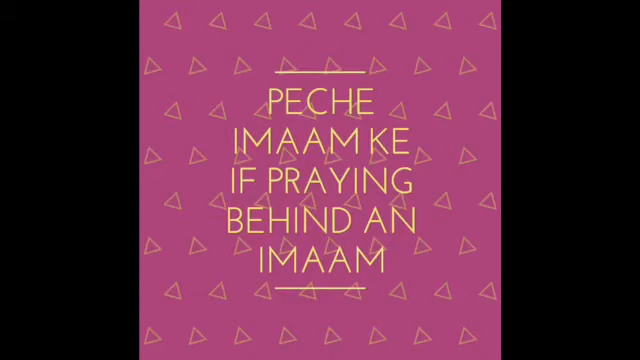 PECHE
IMAAM KE
IF PRAYING
BEHIND AN
IMAAM